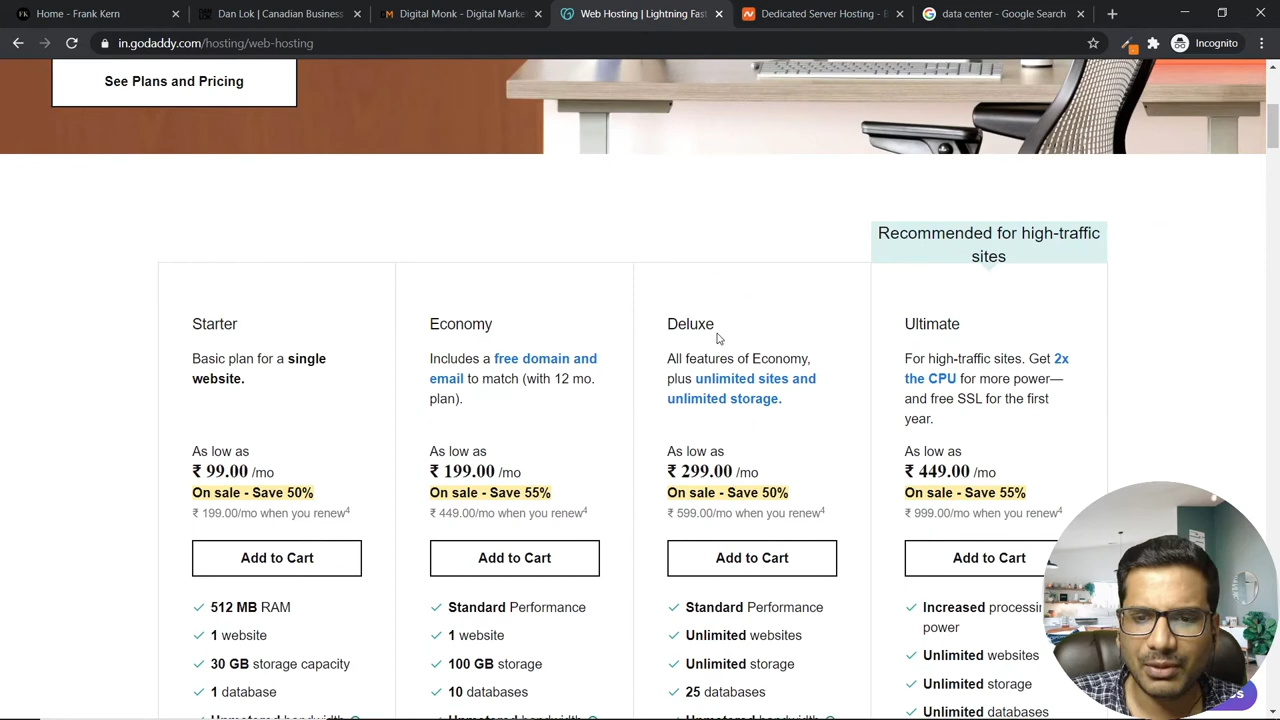 Home - Frank Kern
Dan Lok | Canadian Business
Digital Monk - Digital Marke
Web Hosting | Lightning Fast
Dedicated Server Hosting - B
data center - Google Search
in.godaddy.com/hosting/web-hosting
Incognito
See Plans and Pricing
Recommended for high-traffic
sites
Starter
Basic plan for a single
website.
As low as
₹ 99.00 /mo
On sale - Save 50%
₹ 199.00/mo when you renew4
Add to Cart
512 MB RAM
1 website
30 GB storage capacity
1 database
Economy
Includes a free domain and
email to match (with 12 mo.
plan).
As low as
₹ 199.00 /mo
On sale - Save 55%
₹ 449.00/mo when you renew4
Add to Cart
Standard Performance
1 website
100 GB storage
10 databases
Deluxe
All features of Economy,
plus unlimited sites and
unlimited storage.
As low as
₹ 299.00 /mo
On sale - Save 50%
₹ 599.00/mo when you renew4
Add to Cart
Standard Performance
Unlimited websites
Unlimited storage
25 databases
Ultimate
For high-traffic sites. Get 2x
the CPU for more power—
and free SSL for the first
year.
As low as
₹ 449.00 /mo
On sale - Save 55%
₹ 999.00/mo when you renew4
Add to Cart
Increased processin
power
Unlimited websites
Unlimited storage
Unlimited databases